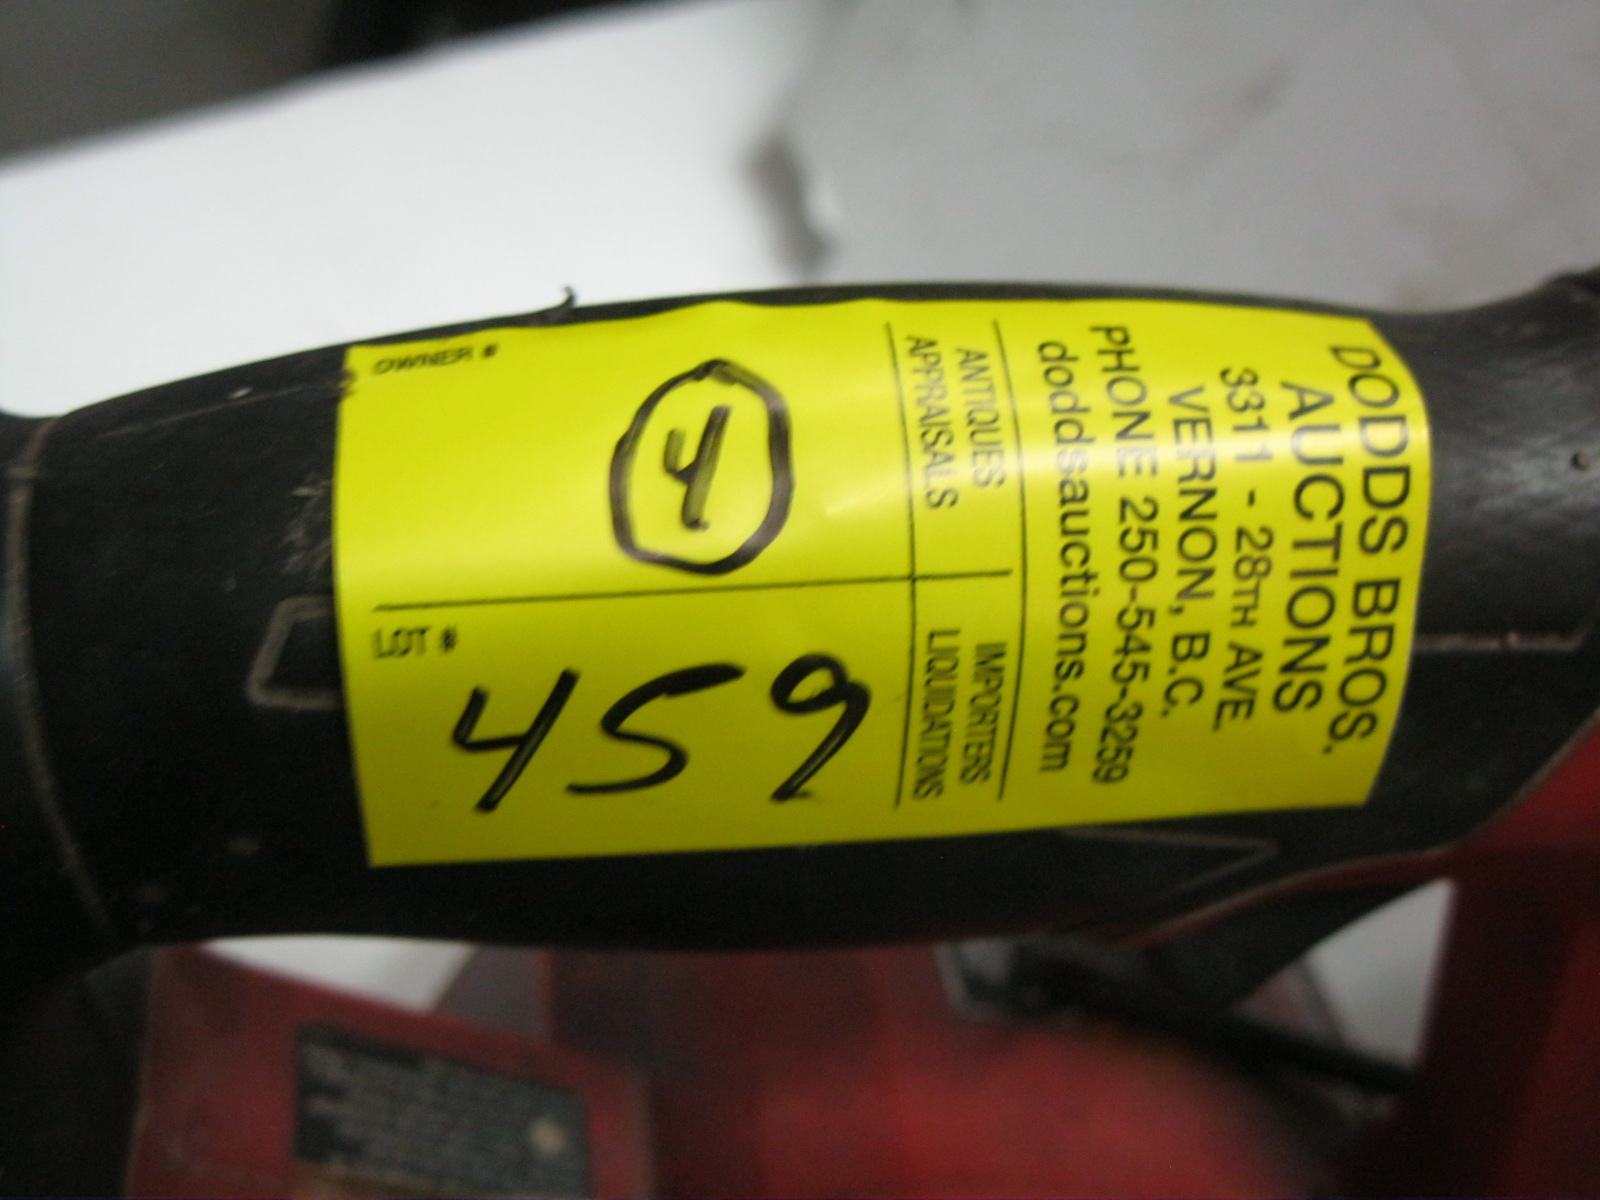 DODDS BROS.
AUCTIONS
3311 - 28TH AVE.
VERNON, B.C.
PHONE 250-545-3259
doddsauctions.com
ANTIQUES
APPRAISALS
IMPORTERS
LIQUIDATIONS
OWNER #
4
LOT #
459